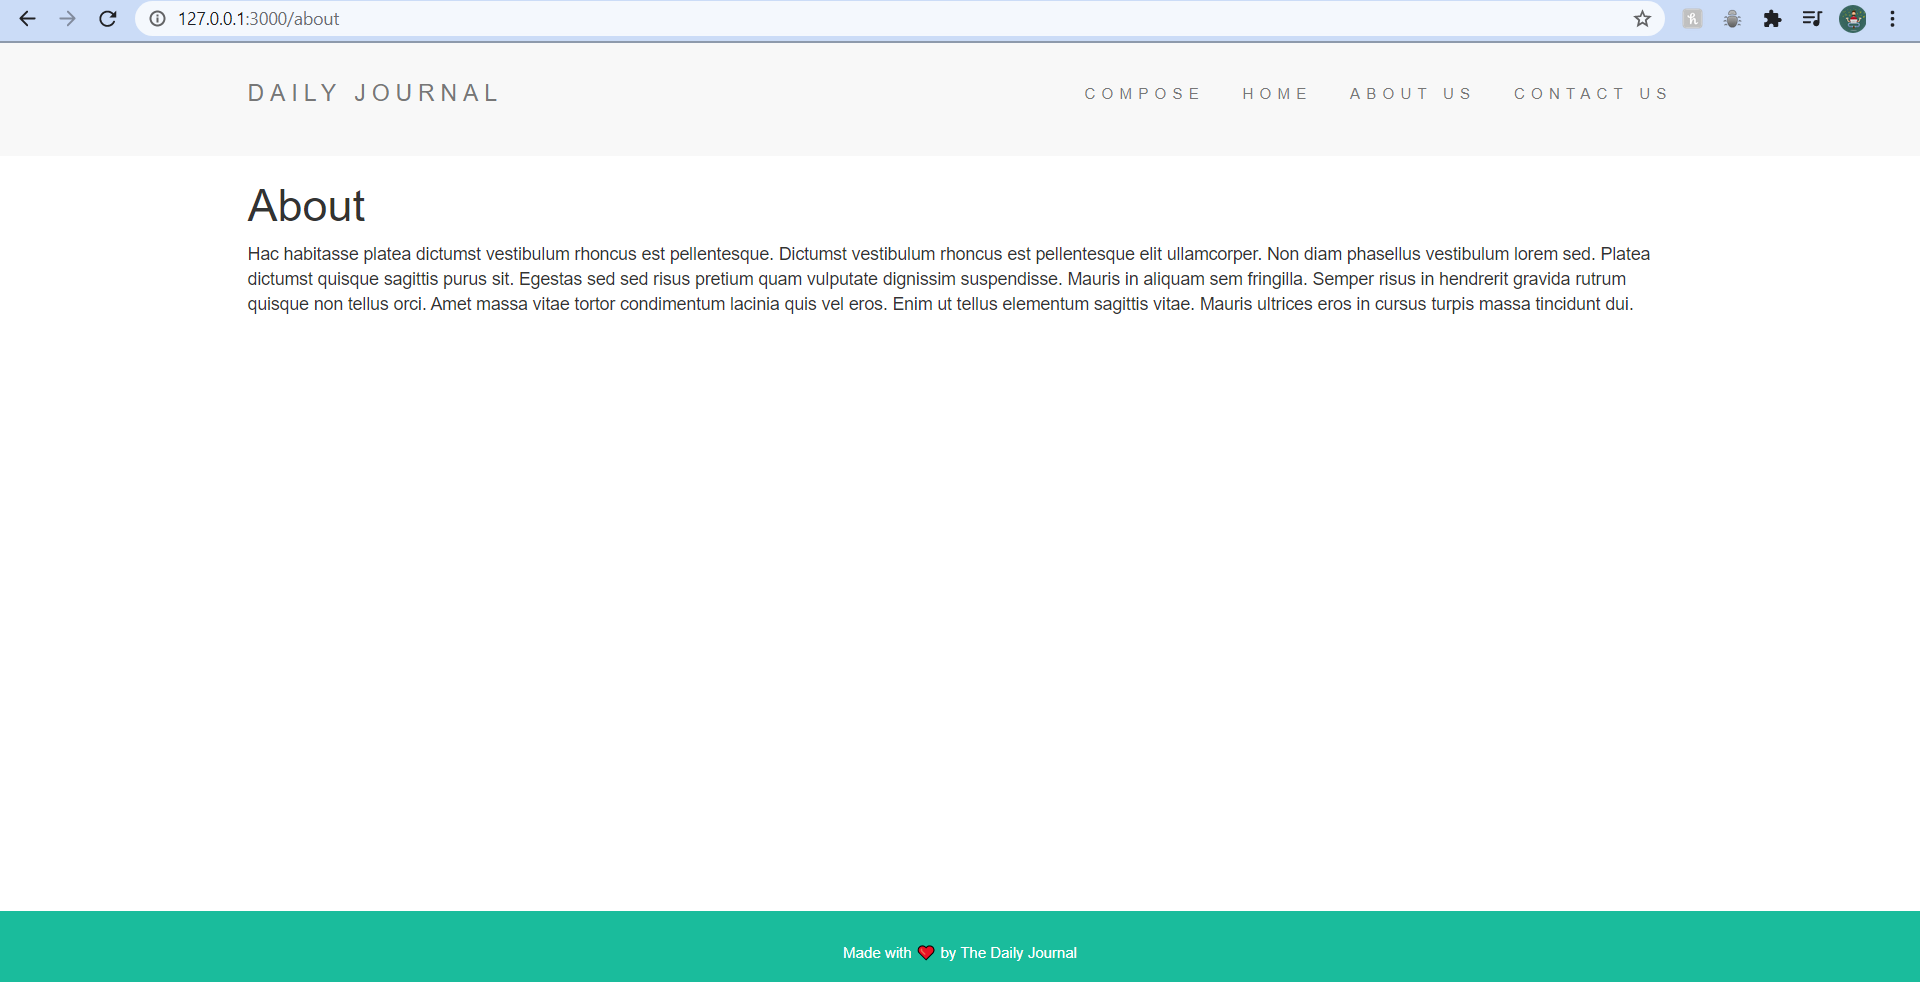 127.0.0.1:3000/about
DAILY JOURNAL
COMPOSE HOME ABOUT US CONTACT US
About
Hac habitasse platea dictumst vestibulum rhoncus est pellentesque. Dictumst vestibulum rhoncus est pellentesque elit ullamcorper. Non diam phasellus vestibulum lorem sed. Platea
dictumst quisque sagittis purus sit. Egestas sed sed risus pretium quam vulputate dignissim suspendisse. Mauris in aliquam sem fringilla. Semper risus in hendrerit gravida rutrum
quisque non tellus orci. Amet massa vitae tortor condimentum lacinia quis vel eros. Enim ut tellus elementum sagittis vitae. Mauris ultrices eros in cursus turpis massa tincidunt dui.
Made with ❤️ by The Daily Journal